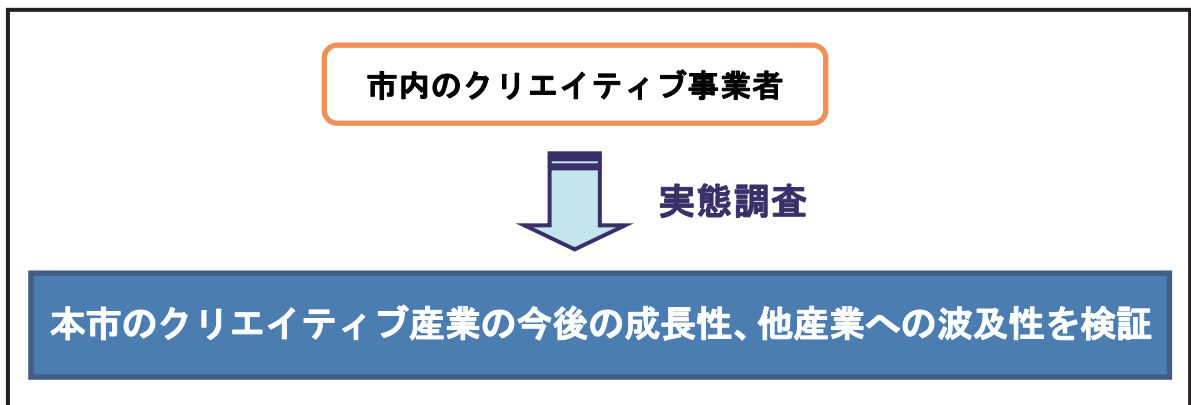 市内のクリエイティブ事業者
実態調査
本市のクリエイティブ産業の今後の成長性、他産業への波及性を検証